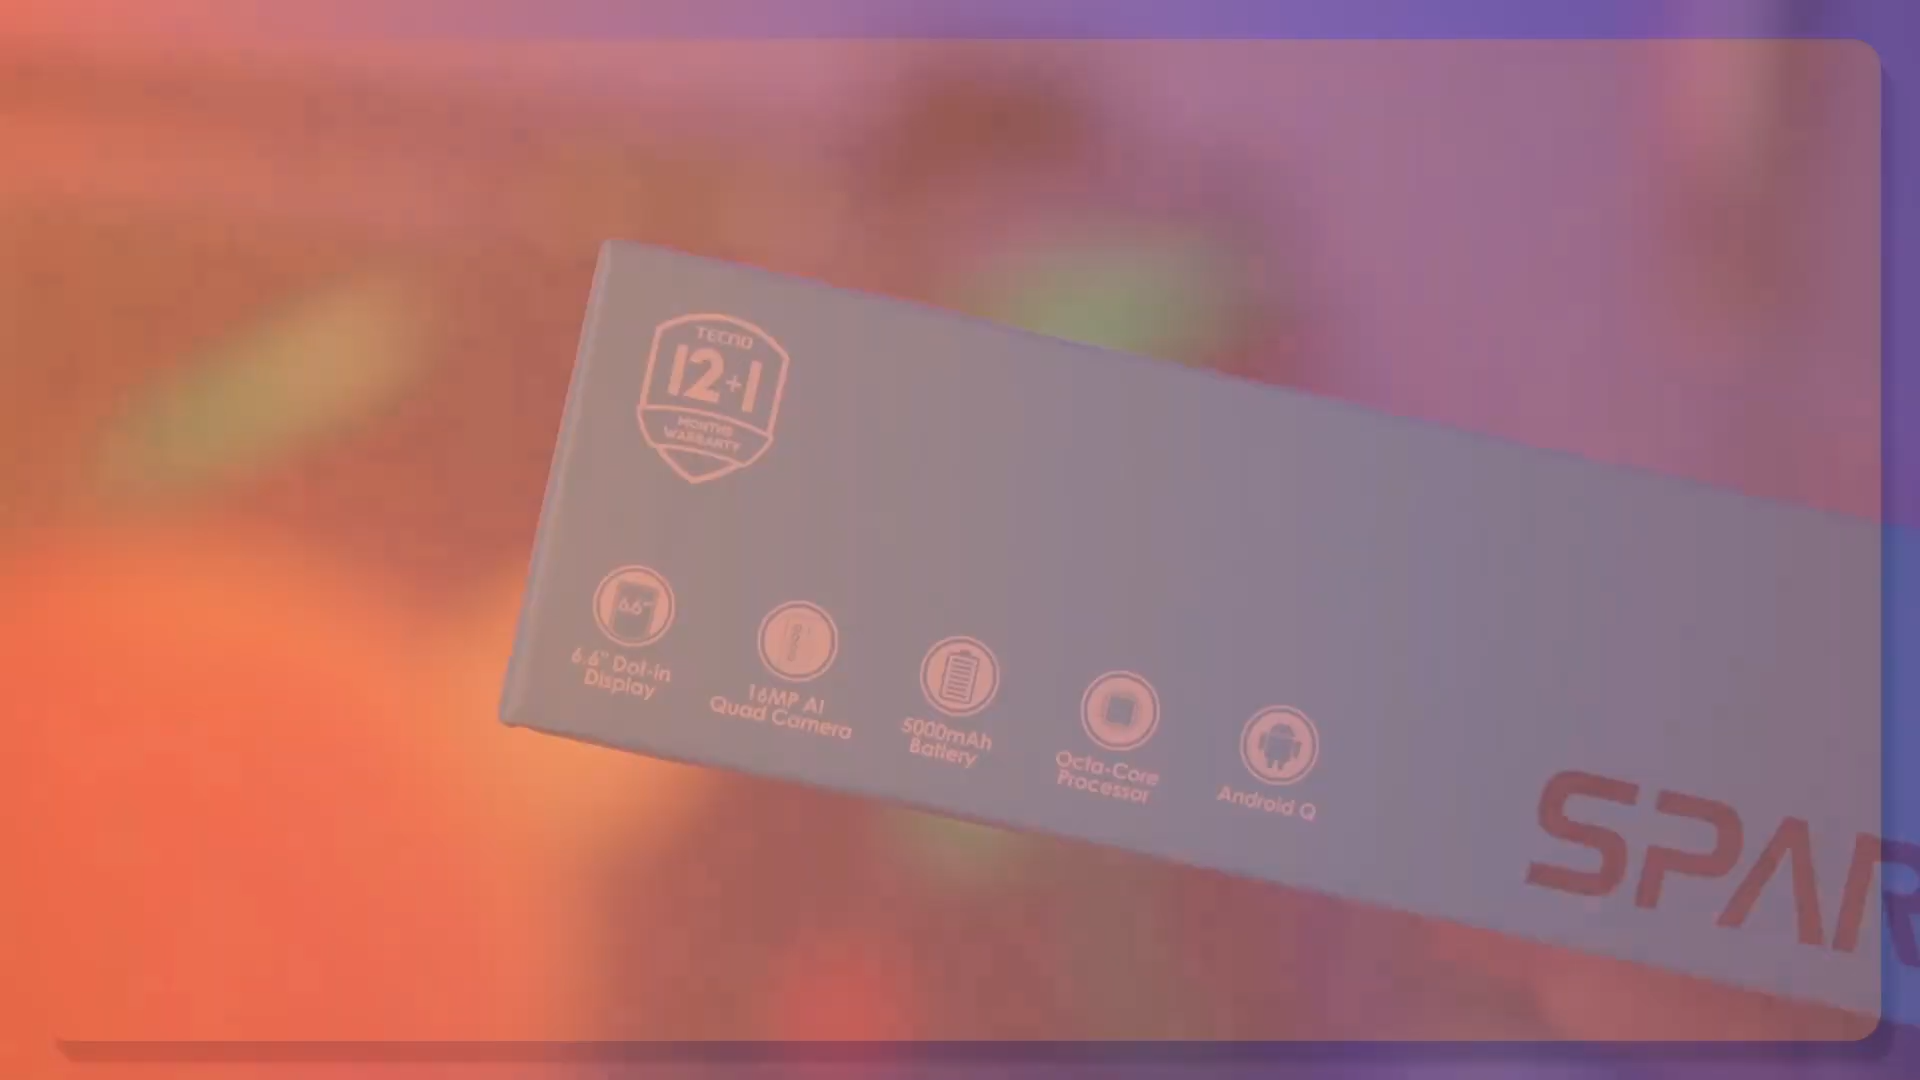 TECNO
12+1
MONTHS
WARRANTY
6.6"
6.6" Dot-in
Display
16MP AI
Quad Camera
5000mAh
Battery
Octa-Core
Processor
Android Q
SPAR